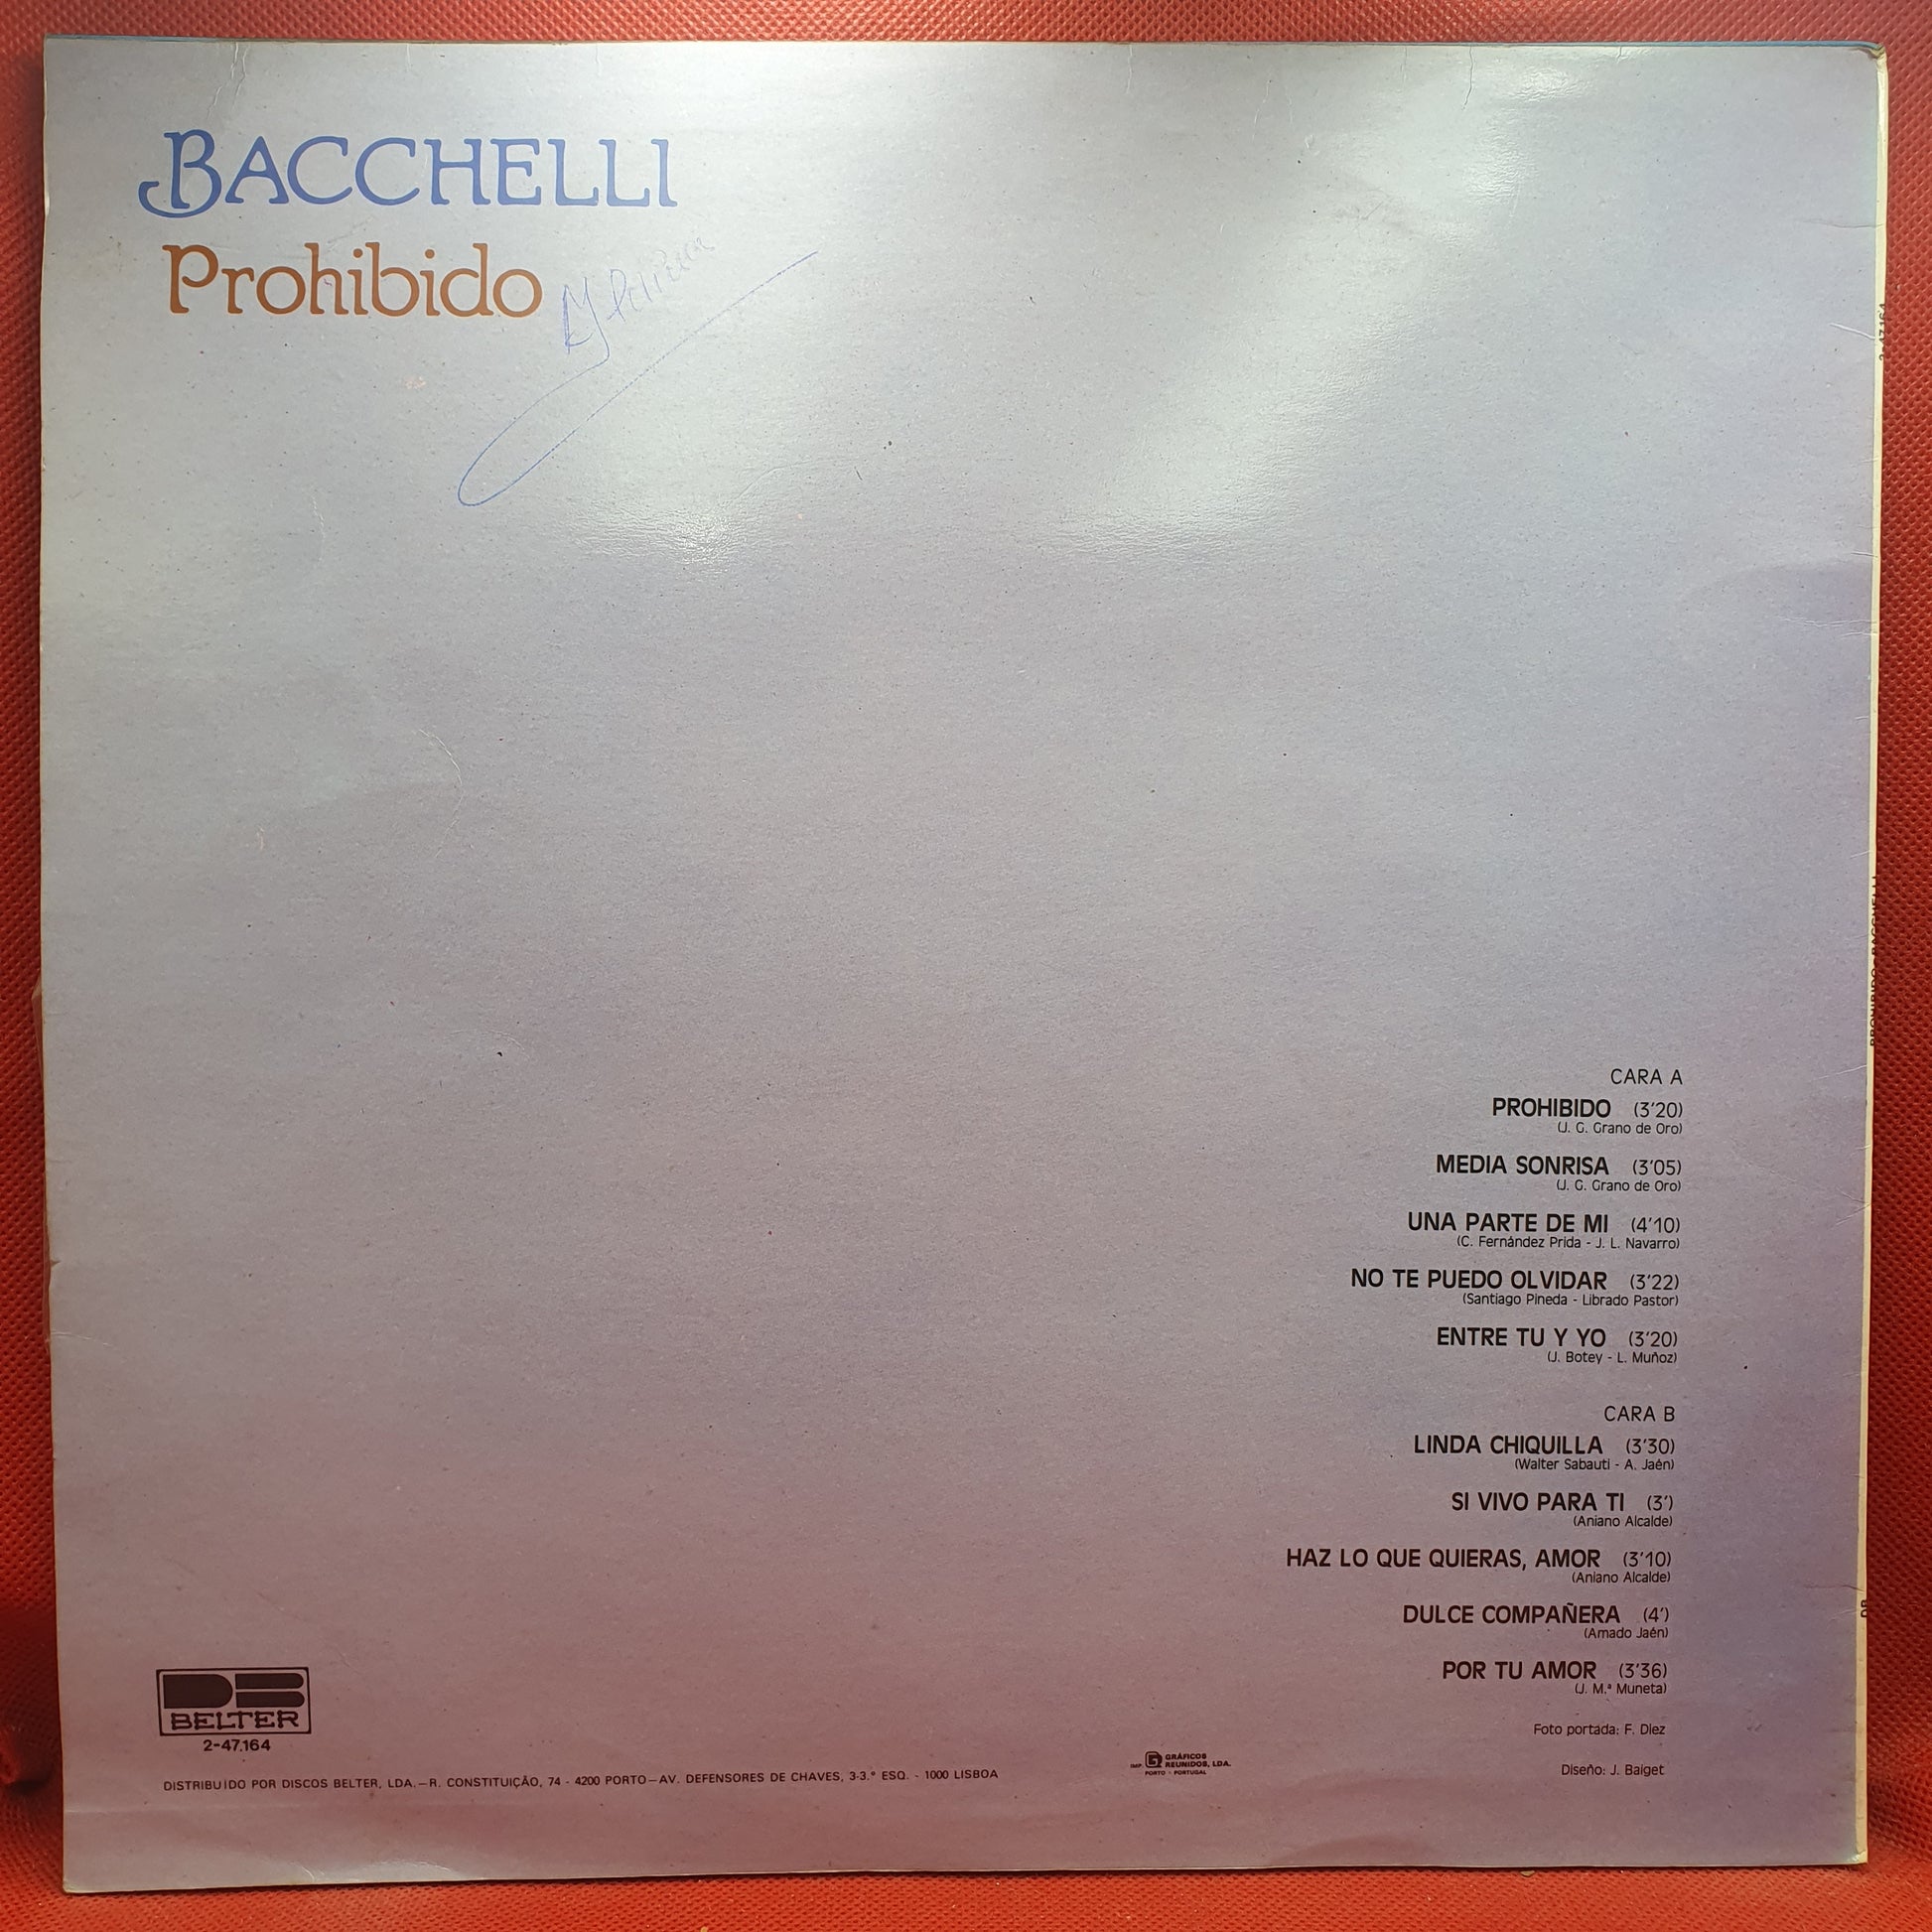 BACCHELLI
Prohibido
CARA A
PROHIBIDO (3'20)
(J. G. Grano de Oro)
MEDIA SONRISA (3'05)
(J. G. Grano de Oro)
UNA PARTE DE MI (4'10)
(C. Fernández Prida - J. L. Navarro)
NO TE PUEDO OLVIDAR (3'22)
(Santiago Pineda - Librado Pastor)
ENTRE TU Y YO (3'20)
(J. Botey - L. Muñoz)
CARA B
LINDA CHIQUILLA (3'30)
(Walter Sabauti - A. Jaén)
SI VIVO PARA TI (3')
(Aniano Alcalde)
HAZ LO QUE QUIERAS, AMOR (3'10)
(Aniano Alcalde)
DULCE COMPAÑERA (4')
(Amado Jaén)
POR TU AMOR (3'36)
(J. M.ª Muneta)
Foto portada: F. Diez
Diseño: J. Baiget
BELTER
2-47.164
DISTRIBUIDO POR DISCOS BELTER, LDA.—R. CONSTITUIÇÃO, 74 - 4200 PORTO—AV. DEFENSORES DE CHAVES, 3-3.º ESQ. - 1000 LISBOA
IMP. GRÁFICOS
REUNIDOS, LDA.
PORTO - PORTUGAL
2-47.164
PROHIBIDO-BACCHELLI
DB